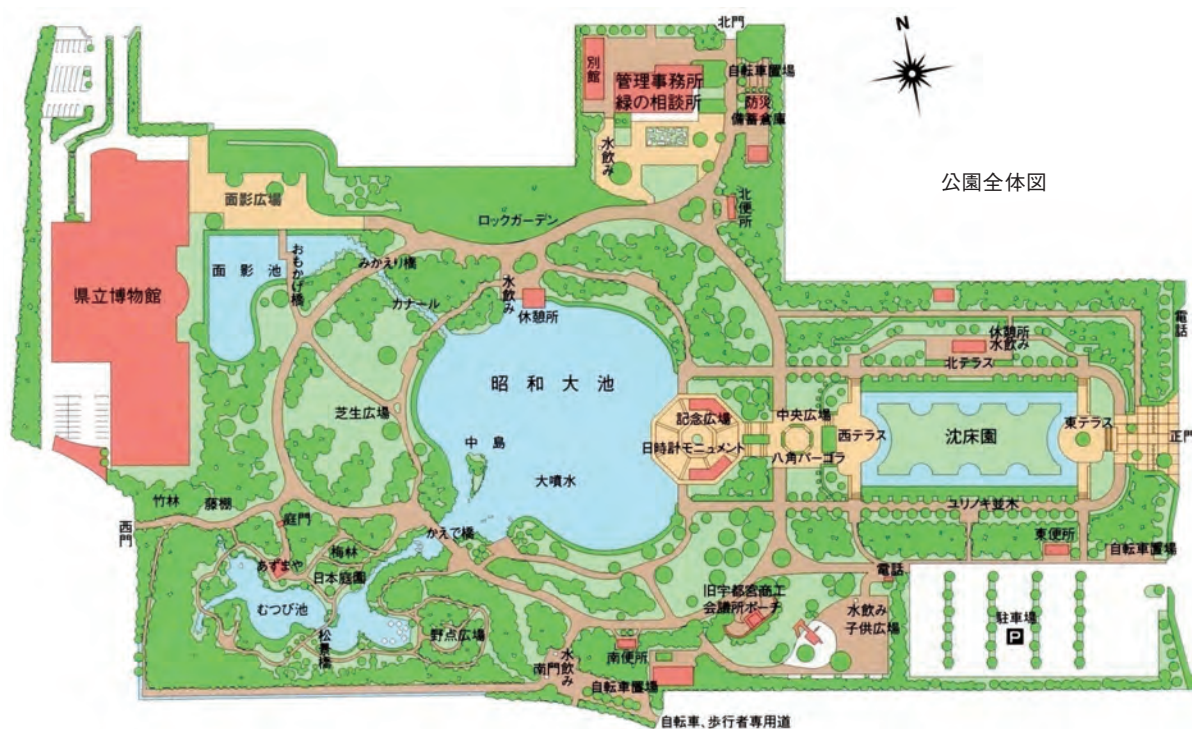 北門
N
別館
管理事務所
緑の相談所
自転車置場
防災
備蓄倉庫
水飲み
公園全体図
面影広場
ロックガーデン
北便所
面影池
おもかげ橋
みかえり橋
県立博物館
カナール
水飲み
休憩所
電話
休憩所
水飲み
北テラス
昭和大池
芝生広場
記念広場
中央広場
西テラス
沈床園
東テラス
正門
中島
日時計モニュメント
八角パーゴラ
大噴水
竹林
藤棚
ユリノキ並木
西門
庭門
かえで橋
東便所
自転車置場
梅林
あずまや
日本庭園
電話
むつび池
旧宇都宮商工
会議所ポーチ
水飲み
子供広場
駐車場
P
松景橋
野点広場
水飲み
南便所
南門
自転車置場
自転車、歩行者専用道